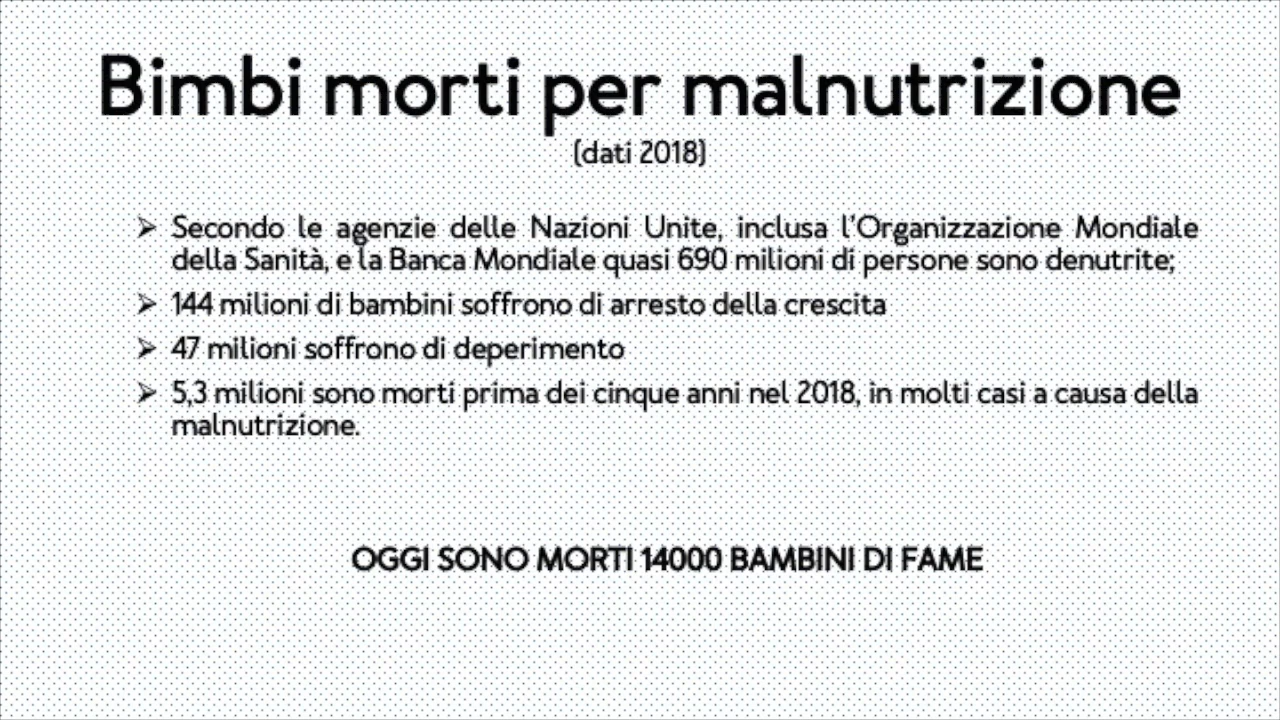 Bimbi morti per malnutrizione
(dati 2018)
➢ Secondo le agenzie delle Nazioni Unite, inclusa l'Organizzazione Mondiale
della Sanità, e la Banca Mondiale quasi 690 milioni di persone sono denutrite;
➢ 144 milioni di bambini soffrono di arresto della crescita
➢ 47 milioni soffrono di deperimento
➢ 5,3 milioni sono morti prima dei cinque anni nel 2018, in molti casi a causa della
malnutrizione.
OGGI SONO MORTI 14000 BAMBINI DI FAME